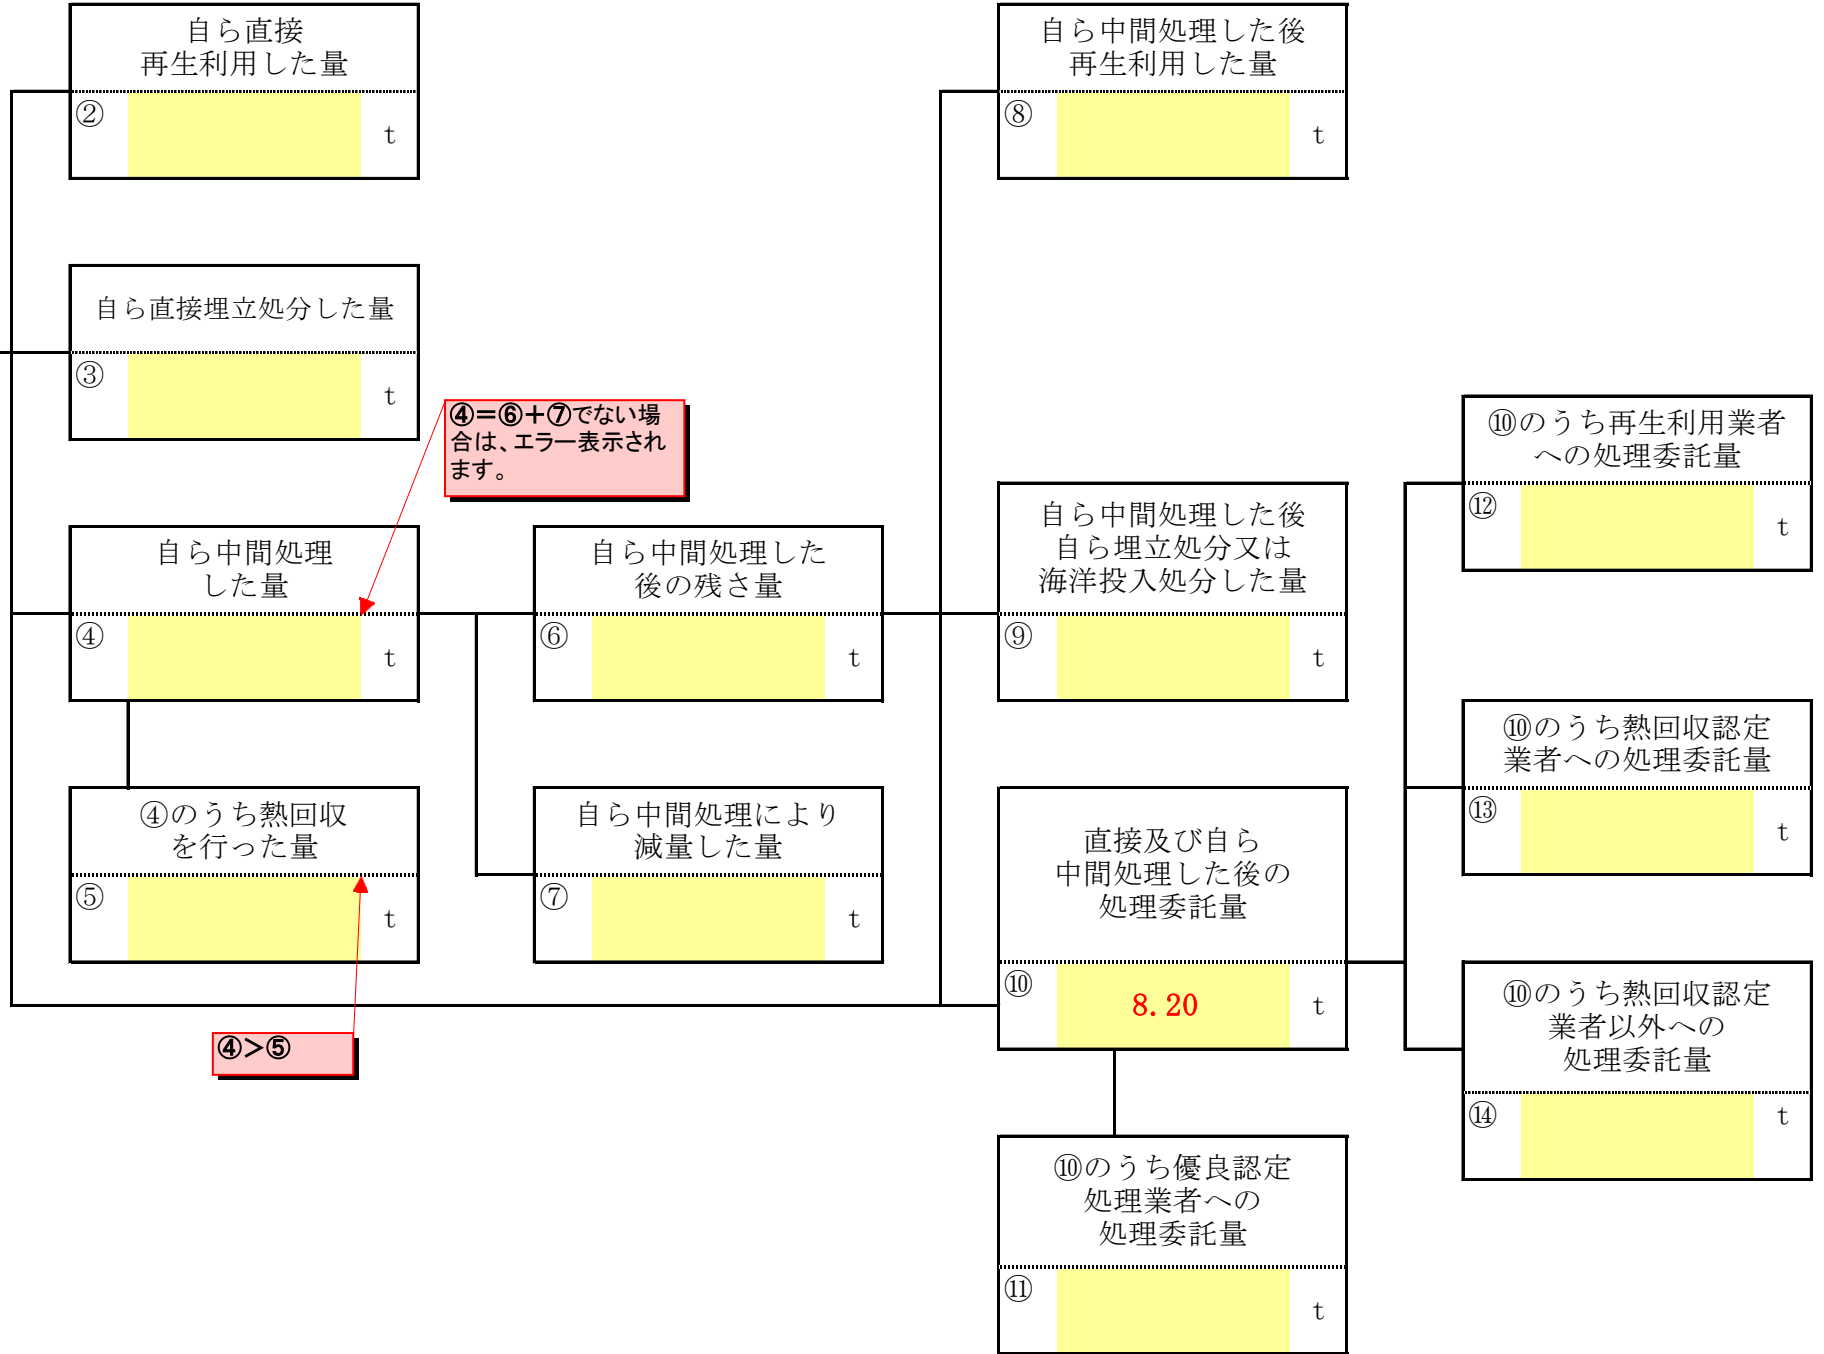 自ら直接
再生利用した量
②
t
自ら直接埋立処分した量
③
t
④＝⑥＋⑦でない場
合は、エラー表示され
ます。
自ら中間処理
した量
④
t
④のうち熱回収
を行った量
⑤
t
④＞⑤
自ら中間処理した
後の残さ量
⑥
t
自ら中間処理により
減量した量
⑦
t
自ら中間処理した後
再生利用した量
⑧
t
自ら中間処理した後
自ら埋立処分又は
海洋投入処分した量
⑨
t
直接及び自ら
中間処理した後の
処理委託量
⑩
8.20
t
⑩のうち優良認定
処理業者への
処理委託量
⑪
t
⑩のうち再生利用業者
への処理委託量
⑫
t
⑩のうち熱回収認定
業者への処理委託量
⑬
t
⑩のうち熱回収認定
業者以外への
処理委託量
⑭
t